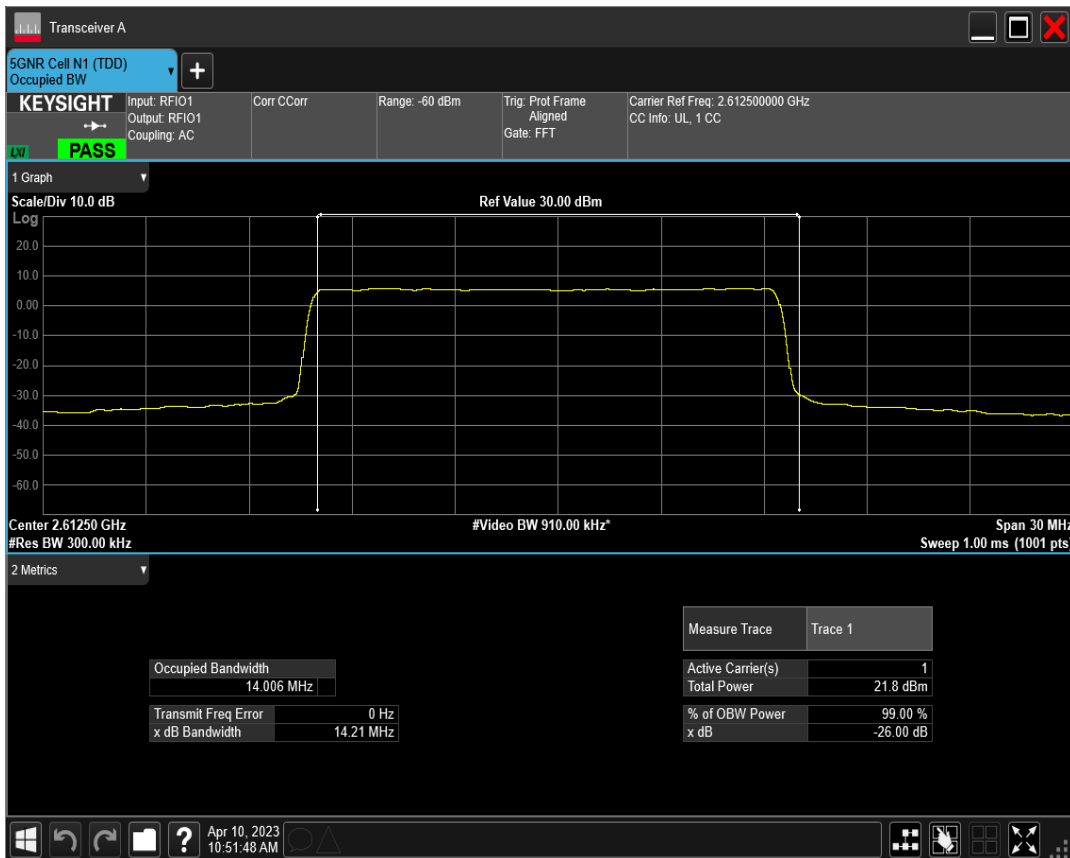 Transceiver A
5GNR Cell N1 (TDD)
Occupied BW
+
KEYSIGHT
LXI
PASS
Input: RFIO1
Output: RFIO1
Coupling: AC
Corr CCorr
Range: -60 dBm
Trig: Prot Frame
Aligned
Gate: FFT
Carrier Ref Freq: 2.612500000 GHz
CC Info: UL, 1 CC
1 Graph
Scale/Div 10.0 dB
Ref Value 30.00 dBm
Log
20.0
10.0
0.00
-10.0
-20.0
-30.0
-40.0
-50.0
-60.0
Center 2.61250 GHz
#Video BW 910.00 kHz*
Span 30 MHz
#Res BW 300.00 kHz
Sweep 1.00 ms (1001 pts)
2 Metrics
Measure Trace Trace 1
Occupied Bandwidth
14.006 MHz
Active Carrier(s) 1
Total Power 21.8 dBm
Transmit Freq Error 0 Hz
x dB Bandwidth 14.21 MHz
% of OBW Power 99.00 %
x dB -26.00 dB
?
Apr 10, 2023
10:51:48 AM